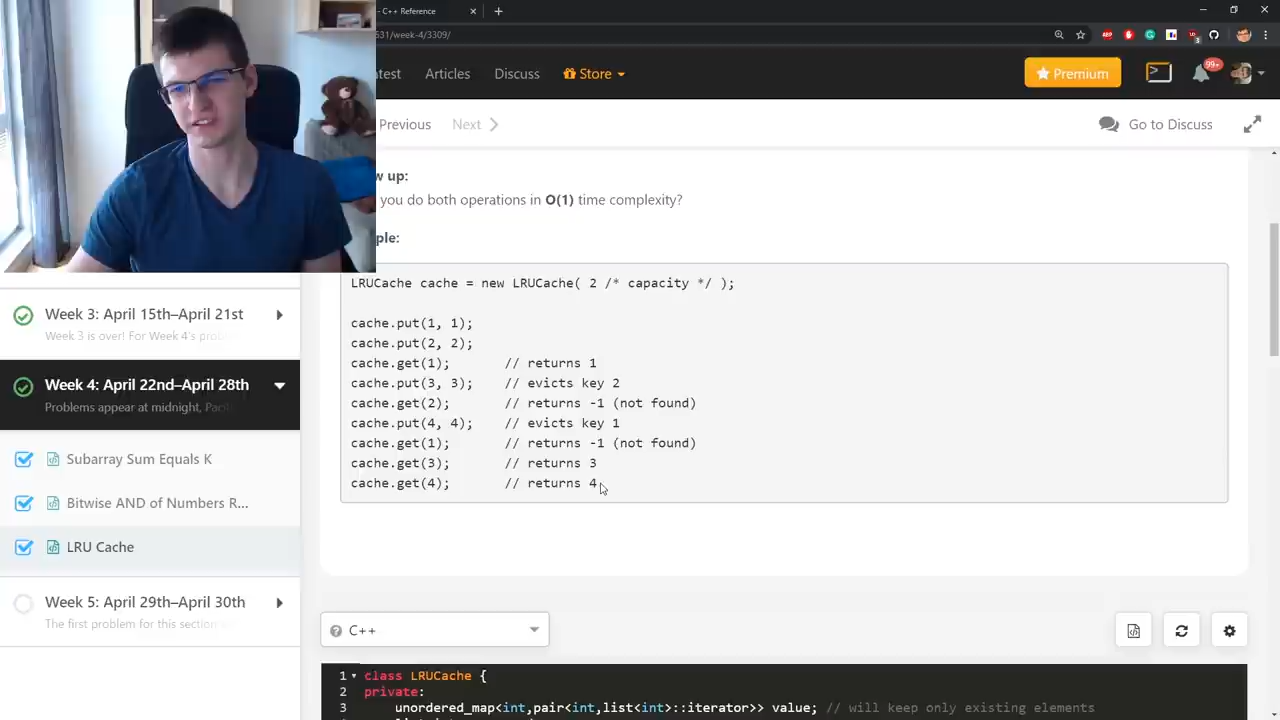 - C++ Reference
531/week-4/3309/
test Articles Discuss Store Premium 99+
Previous Next Go to Discuss
w up:
you do both operations in O(1) time complexity?
ple:
LRUCache cache = new LRUCache( 2 /* capacity */ );
cache.put(1, 1);
cache.put(2, 2);
cache.get(1); // returns 1
cache.put(3, 3); // evicts key 2
cache.get(2); // returns -1 (not found)
cache.put(4, 4); // evicts key 1
cache.get(1); // returns -1 (not found)
cache.get(3); // returns 3
cache.get(4); // returns 4
Week 3: April 15th–April 21st
Week 3 is over! For Week 4's prob
Week 4: April 22nd–April 28th
Problems appear at midnight, Paci
Subarray Sum Equals K
Bitwise AND of Numbers R...
LRU Cache
Week 5: April 29th–April 30th
The first problem for this section
C++
1 class LRUCache {
2 private:
3 unordered_map<int,pair<int,list<int>::iterator>> value; // will keep only existing elements